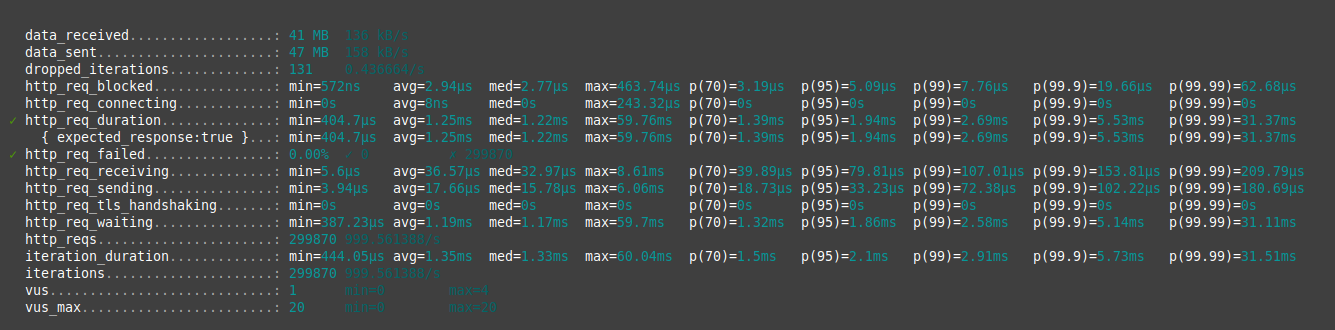 data_received..................: 41 MB 136 kB/s
data_sent......................: 47 MB 158 kB/s
dropped_iterations.............: 131 0.436664/s
http_req_blocked...............: min=572ns avg=2.94µs med=2.77µs max=463.74µs p(70)=3.19µs p(95)=5.09µs p(99)=7.76µs p(99.9)=19.66µs p(99.99)=62.68µs
http_req_connecting............: min=0s avg=8ns med=0s max=243.32µs p(70)=0s p(95)=0s p(99)=0s p(99.9)=0s p(99.99)=0s
✓ http_req_duration..............: min=404.7µs avg=1.25ms med=1.22ms max=59.76ms p(70)=1.39ms p(95)=1.94ms p(99)=2.69ms p(99.9)=5.53ms p(99.99)=31.37ms
{ expected_response:true }...: min=404.7µs avg=1.25ms med=1.22ms max=59.76ms p(70)=1.39ms p(95)=1.94ms p(99)=2.69ms p(99.9)=5.53ms p(99.99)=31.37ms
✓ http_req_failed................: 0.00% ✓ 0 ✗ 299870
http_req_receiving.............: min=5.6µs avg=36.57µs med=32.97µs max=8.61ms p(70)=39.89µs p(95)=79.81µs p(99)=107.01µs p(99.9)=153.81µs p(99.99)=209.79µs
http_req_sending...............: min=3.94µs avg=17.66µs med=15.78µs max=6.06ms p(70)=18.73µs p(95)=33.23µs p(99)=72.38µs p(99.9)=102.22µs p(99.99)=180.69µs
http_req_tls_handshaking.......: min=0s avg=0s med=0s max=0s p(70)=0s p(95)=0s p(99)=0s p(99.9)=0s p(99.99)=0s
http_req_waiting...............: min=387.23µs avg=1.19ms med=1.17ms max=59.7ms p(70)=1.32ms p(95)=1.86ms p(99)=2.58ms p(99.9)=5.14ms p(99.99)=31.11ms
http_reqs......................: 299870 999.561388/s
iteration_duration.............: min=444.05µs avg=1.35ms med=1.33ms max=60.04ms p(70)=1.5ms p(95)=2.1ms p(99)=2.91ms p(99.9)=5.73ms p(99.99)=31.51ms
iterations.....................: 299870 999.561388/s
vus............................: 1 min=0 max=4
vus_max........................: 20 min=0 max=20